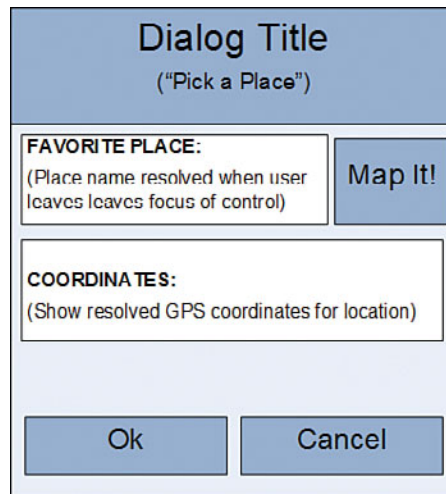 Dialog Title
(“Pick a Place”)
FAVORITE PLACE:
(Place name resolved when user
leaves leaves focus of control)
Map It!
COORDINATES:
(Show resolved GPS coordinates for location)
Ok
Cancel